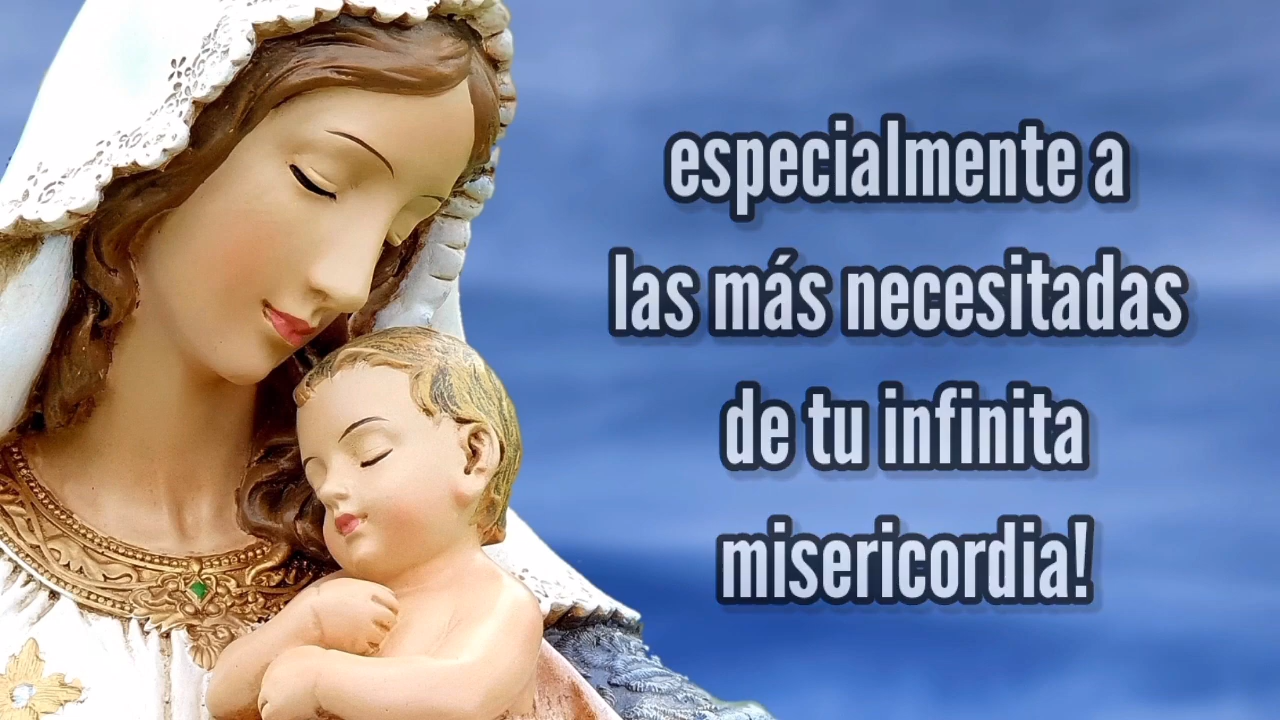 especialmente a
las más necesitadas
de tu infinita
misericordia!